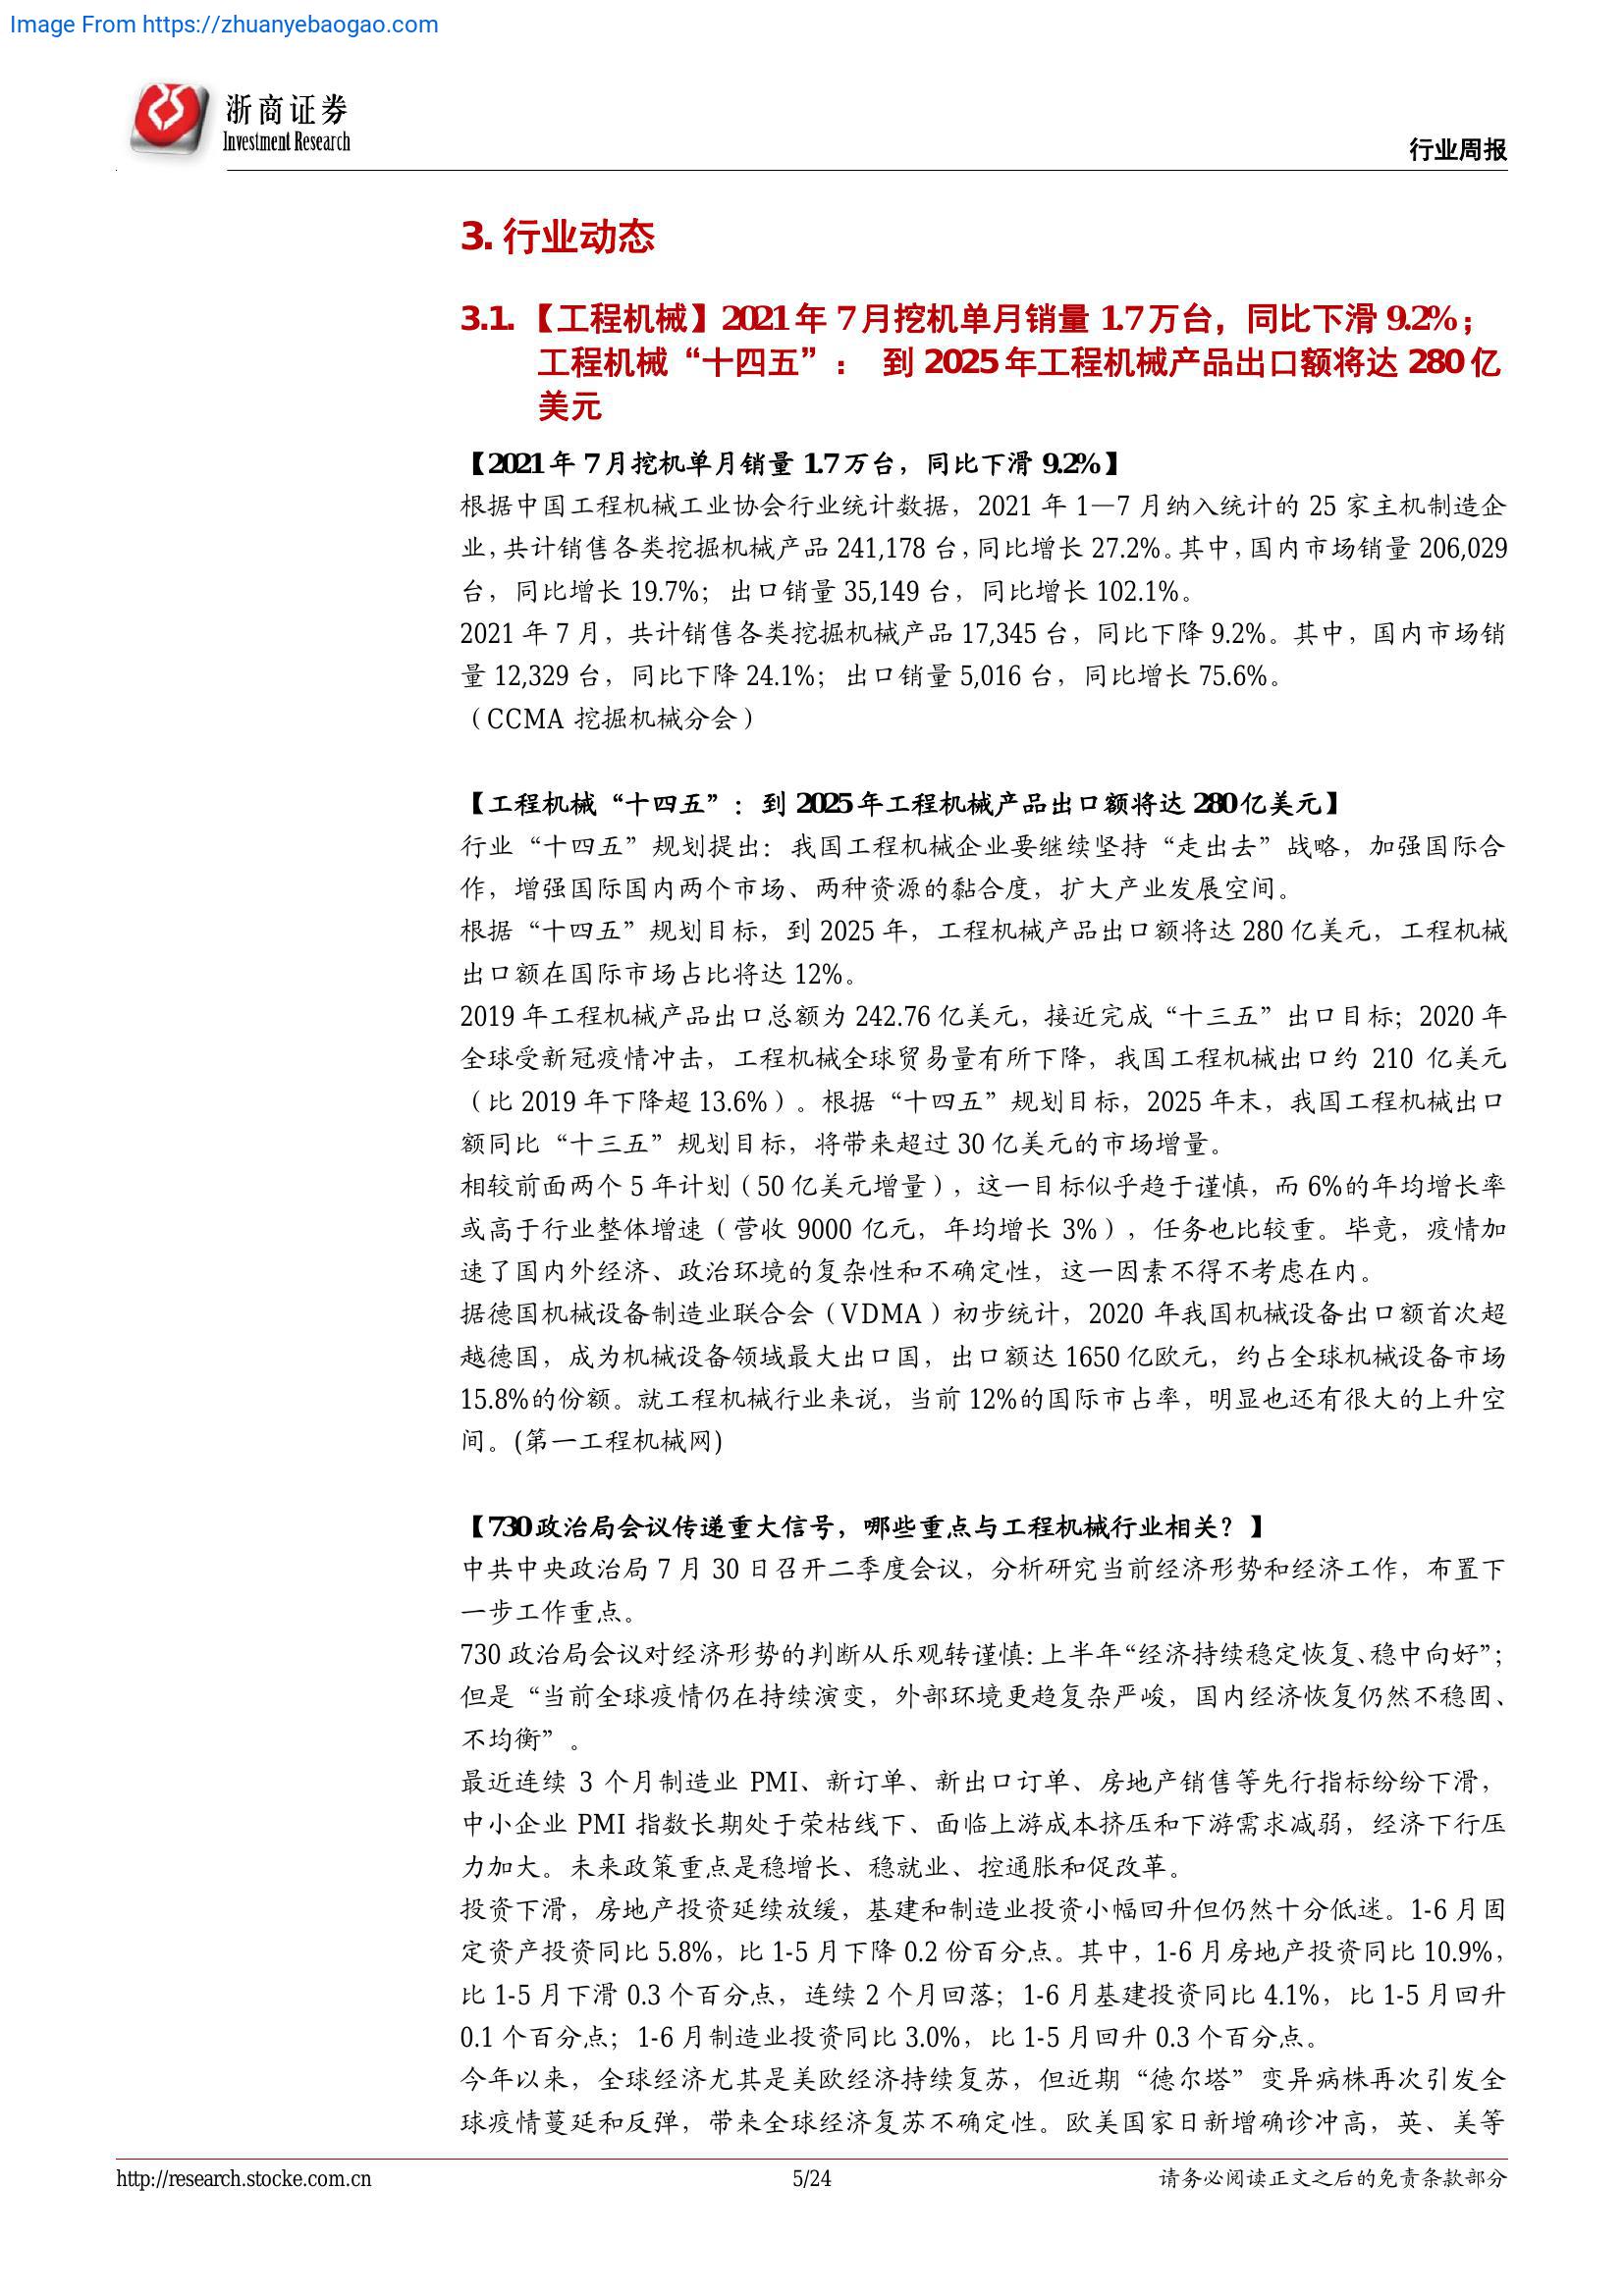 Image From https://zhuanyebaogao.com
浙商证券
Investment Research
行业周报
3. 行业动态
3.1. 【工程机械】2021 年 7 月挖机单月销量 1.7 万台，同比下滑 9.2%；
工程机械“十四五”： 到 2025 年工程机械产品出口额将达 280 亿
美元
【2021 年 7 月挖机单月销量 1.7 万台，同比下滑 9.2%】
根据中国工程机械工业协会行业统计数据，2021 年 1—7 月纳入统计的 25 家主机制造企
业，共计销售各类挖掘机械产品 241,178 台，同比增长 27.2%。其中，国内市场销量 206,029
台，同比增长 19.7%；出口销量 35,149 台，同比增长 102.1%。
2021 年 7 月，共计销售各类挖掘机械产品 17,345 台，同比下降 9.2%。其中，国内市场销
量 12,329 台，同比下降 24.1%；出口销量 5,016 台，同比增长 75.6%。
（CCMA 挖掘机械分会）
【工程机械“十四五”：到 2025 年工程机械产品出口额将达 280 亿美元】
行业“十四五”规划提出：我国工程机械企业要继续坚持“走出去”战略，加强国际合
作，增强国际国内两个市场、两种资源的黏合度，扩大产业发展空间。
根据“十四五”规划目标，到 2025 年，工程机械产品出口额将达 280 亿美元，工程机械
出口额在国际市场占比将达 12%。
2019 年工程机械产品出口总额为 242.76 亿美元，接近完成“十三五”出口目标；2020 年
全球受新冠疫情冲击，工程机械全球贸易量有所下降，我国工程机械出口约 210 亿美元
（比 2019 年下降超 13.6%）。根据“十四五”规划目标，2025 年末，我国工程机械出口
额同比“十三五”规划目标，将带来超过 30 亿美元的市场增量。
相较前面两个 5 年计划（50 亿美元增量），这一目标似乎趋于谨慎，而 6%的年均增长率
或高于行业整体增速（营收 9000 亿元，年均增长 3%），任务也比较重。毕竟，疫情加
速了国内外经济、政治环境的复杂性和不确定性，这一因素不得不考虑在内。
据德国机械设备制造业联合会（VDMA）初步统计，2020 年我国机械设备出口额首次超
越德国，成为机械设备领域最大出口国，出口额达 1650 亿欧元，约占全球机械设备市场
15.8%的份额。就工程机械行业来说，当前 12%的国际市占率，明显也还有很大的上升空
间。(第一工程机械网)
【730 政治局会议传递重大信号，哪些重点与工程机械行业相关？】
中共中央政治局 7 月 30 日召开二季度会议，分析研究当前经济形势和经济工作，布置下
一步工作重点。
730 政治局会议对经济形势的判断从乐观转谨慎：上半年“经济持续稳定恢复、稳中向好”；
但是“当前全球疫情仍在持续演变，外部环境更趋复杂严峻，国内经济恢复仍然不稳固、
不均衡”。
最近连续 3 个月制造业 PMI、新订单、新出口订单、房地产销售等先行指标纷纷下滑，
中小企业 PMI 指数长期处于荣枯线下、面临上游成本挤压和下游需求减弱，经济下行压
力加大。未来政策重点是稳增长、稳就业、控通胀和促改革。
投资下滑，房地产投资延续放缓，基建和制造业投资小幅回升但仍然十分低迷。1-6 月固
定资产投资同比 5.8%，比 1-5 月下降 0.2 份百分点。其中，1-6 月房地产投资同比 10.9%，
比 1-5 月下滑 0.3 个百分点，连续 2 个月回落；1-6 月基建投资同比 4.1%，比 1-5 月回升
0.1 个百分点；1-6 月制造业投资同比 3.0%，比 1-5 月回升 0.3 个百分点。
今年以来，全球经济尤其是美欧经济持续复苏，但近期“德尔塔”变异病株再次引发全
球疫情蔓延和反弹，带来全球经济复苏不确定性。欧美国家日新增确诊冲高，英、美等
http://research.stocke.com.cn
5/24
请务必阅读正文之后的免责条款部分